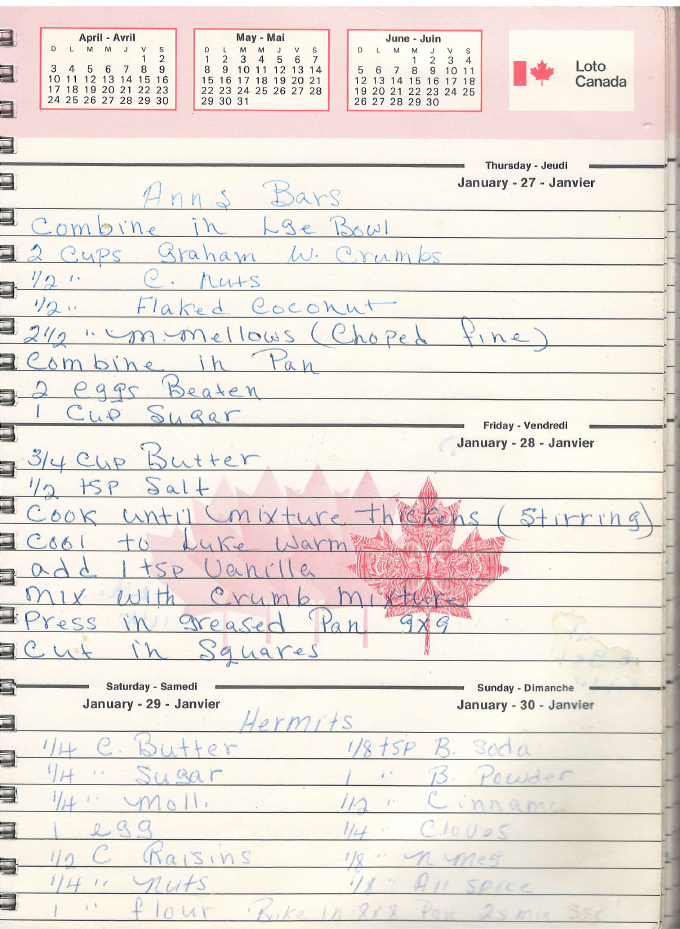 April - Avril
D L M M J V S
1 2
3 4 5 6 7 8 9
10 11 12 13 14 15 16
17 18 19 20 21 22 23
24 25 26 27 28 29 30
May - Mai
D L M M J V S
1 2 3 4 5 6 7
8 9 10 11 12 13 14
15 16 17 18 19 20 21
22 23 24 25 26 27 28
29 30 31
June - Juin
D L M M J V S
1 2 3 4
5 6 7 8 9 10 11
12 13 14 15 16 17 18
19 20 21 22 23 24 25
26 27 28 29 30
Loto
Canada
Thursday - Jeudi
January - 27 - Janvier
Anns Bars
Combine in Lge Bowl
2 Cups Graham W. Crumbs
1/2 " C. Nuts
1/2 " Flaked Coconut
2 1/2 " M.Mellows (Choped fine)
Combine in Pan
2 eggs Beaten
1 Cup Sugar
Friday - Vendredi
January - 28 - Janvier
3/4 Cup Butter
1/2 tsp Salt
Cook until mixture thickens (Stirring)
Cool to Luke warm
add 1 tsp Vanilla
Mix with Crumb mixture
Press in greased Pan 9x9
Cut in Squares
Saturday - Samedi
January - 29 - Janvier
Sunday - Dimanche
January - 30 - Janvier
Hermits
1/4 C. Butter 1/8 tsp B. Soda
1/4 " Sugar 1 " B. Powder
1/4 " Moll. 1/2 " Cinnamo
1 egg 1/4 " Cloves
1/2 C Raisins 1/8 " N Meg
1/4 " Nuts 1/8 " All spice
1 " flour Bake in 8x8 Pan 25 min 350